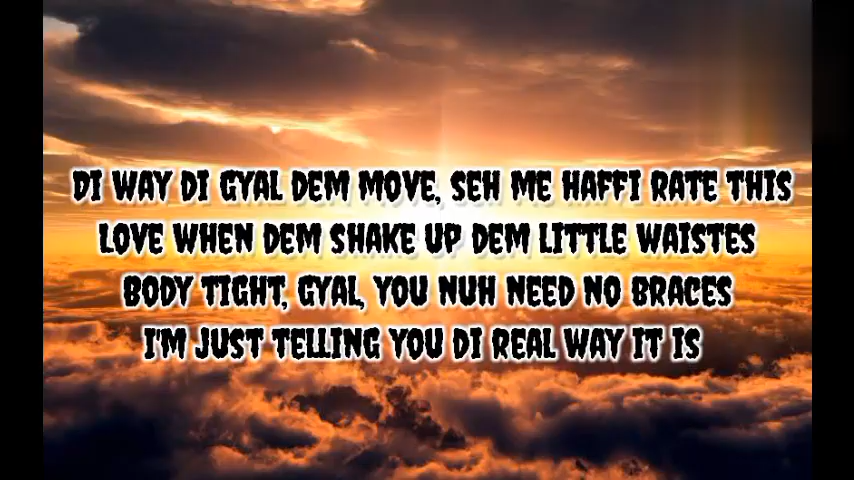 DI WAY DI GYAL DEM MOVE, SEH ME HAFFI RATE THIS
LOVE WHEN DEM SHAKE UP DEM LITTLE WAISTES
BODY TIGHT, GYAL, YOU NUH NEED NO BRACES
I'M JUST TELLING YOU DI REAL WAY IT IS